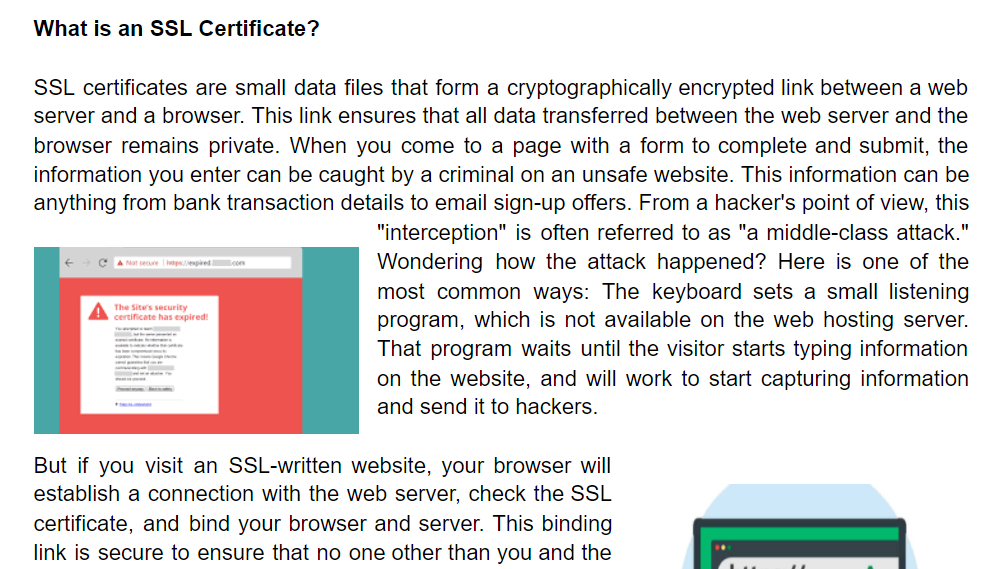 What is an SSL Certificate?
SSL certificates are small data files that form a cryptographically encrypted link between a web
server and a browser. This link ensures that all data transferred between the web server and the
browser remains private. When you come to a page with a form to complete and submit, the
information you enter can be caught by a criminal on an unsafe website. This information can be
anything from bank transaction details to email sign-up offers. From a hacker's point of view, this
"interception" is often referred to as "a middle-class attack."
Wondering how the attack happened? Here is one of the
most common ways: The keyboard sets a small listening
program, which is not available on the web hosting server.
That program waits until the visitor starts typing information
on the website, and will work to start capturing information
and send it to hackers.
Not secure | https://expired. .com
The Site's security
certificate has expired!
But if you visit an SSL-written website, your browser will
establish a connection with the web server, check the SSL
certificate, and bind your browser and server. This binding
link is secure to ensure that no one other than you and the